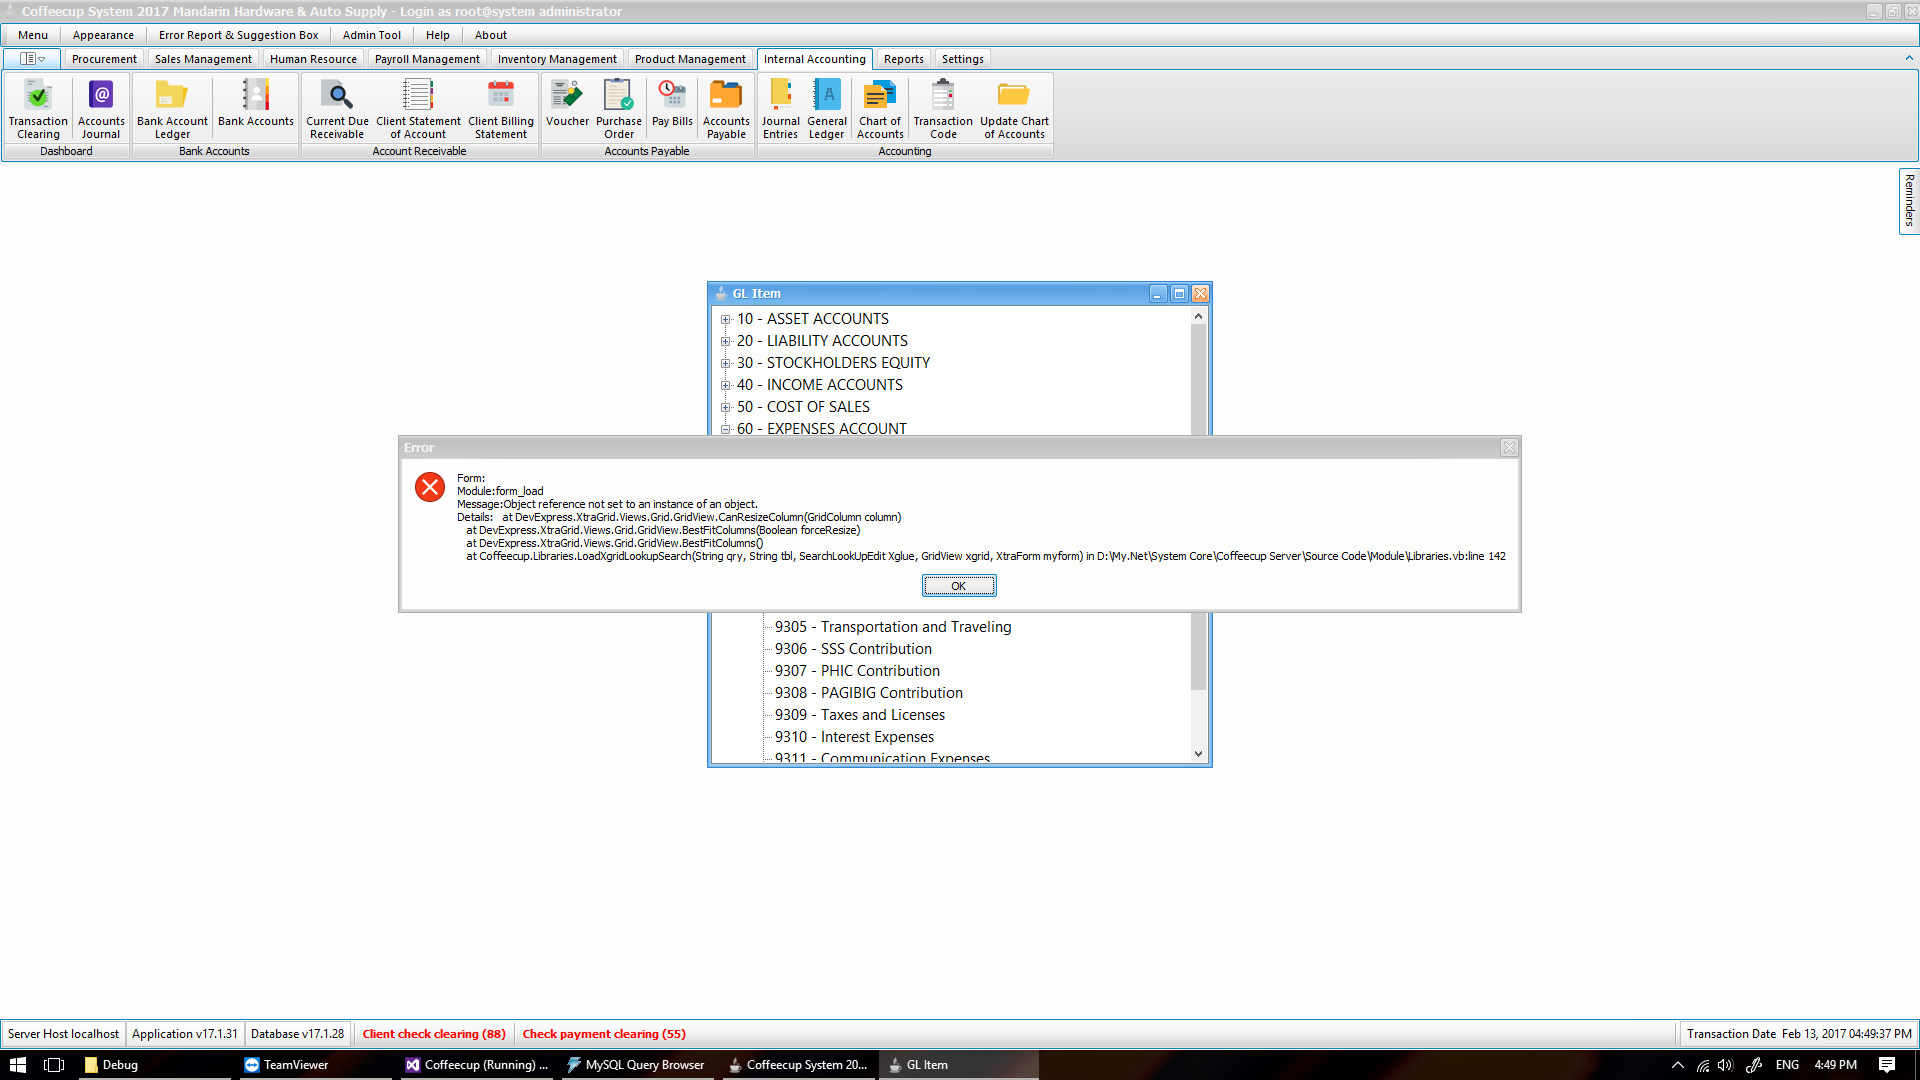 Coffeecup System 2017 Mandarin Hardware & Auto Supply - Login as root@system administrator
Menu Appearance Error Report & Suggestion Box Admin Tool Help About
Procurement Sales Management Human Resource Payroll Management Inventory Management Product Management Internal Accounting Reports Settings
Transaction Clearing
Accounts Journal
Bank Account Ledger
Bank Accounts
Current Due Receivable
Client Statement of Account
Client Billing Statement
Voucher
Purchase Order
Pay Bills
Accounts Payable
Journal Entries
General Ledger
Chart of Accounts
Transaction Code
Update Chart of Accounts
Dashboard Bank Accounts Account Receivable Accounts Payable Accounting
Reminders
GL Item
10 - ASSET ACCOUNTS
20 - LIABILITY ACCOUNTS
30 - STOCKHOLDERS EQUITY
40 - INCOME ACCOUNTS
50 - COST OF SALES
60 - EXPENSES ACCOUNT
Error
Form:
Module:form_load
Message:Object reference not set to an instance of an object.
Details: at DevExpress.XtraGrid.Views.Grid.GridView.CanResizeColumn(GridColumn column)
at DevExpress.XtraGrid.Views.Grid.GridView.BestFitColumns(Boolean forceResize)
at DevExpress.XtraGrid.Views.Grid.GridView.BestFitColumns()
at Coffeecup.Libraries.LoadXgridLookupSearch(String qry, String tbl, SearchLookUpEdit Xglue, GridView xgrid, XtraForm myform) in D:\My.Net\System Core\Coffeecup Server\Source Code\Module\Libraries.vb:line 142
OK
9305 - Transportation and Traveling
9306 - SSS Contribution
9307 - PHIC Contribution
9308 - PAGIBIG Contribution
9309 - Taxes and Licenses
9310 - Interest Expenses
9311 - Communication Expenses
Server Host localhost Application v17.1.31 Database v17.1.28 Client check clearing (88) Check payment clearing (55) Transaction Date Feb 13, 2017 04:49:37 PM
Debug TeamViewer Coffeecup (Running) ... MySQL Query Browser Coffeecup System 20... GL Item ENG 4:49 PM